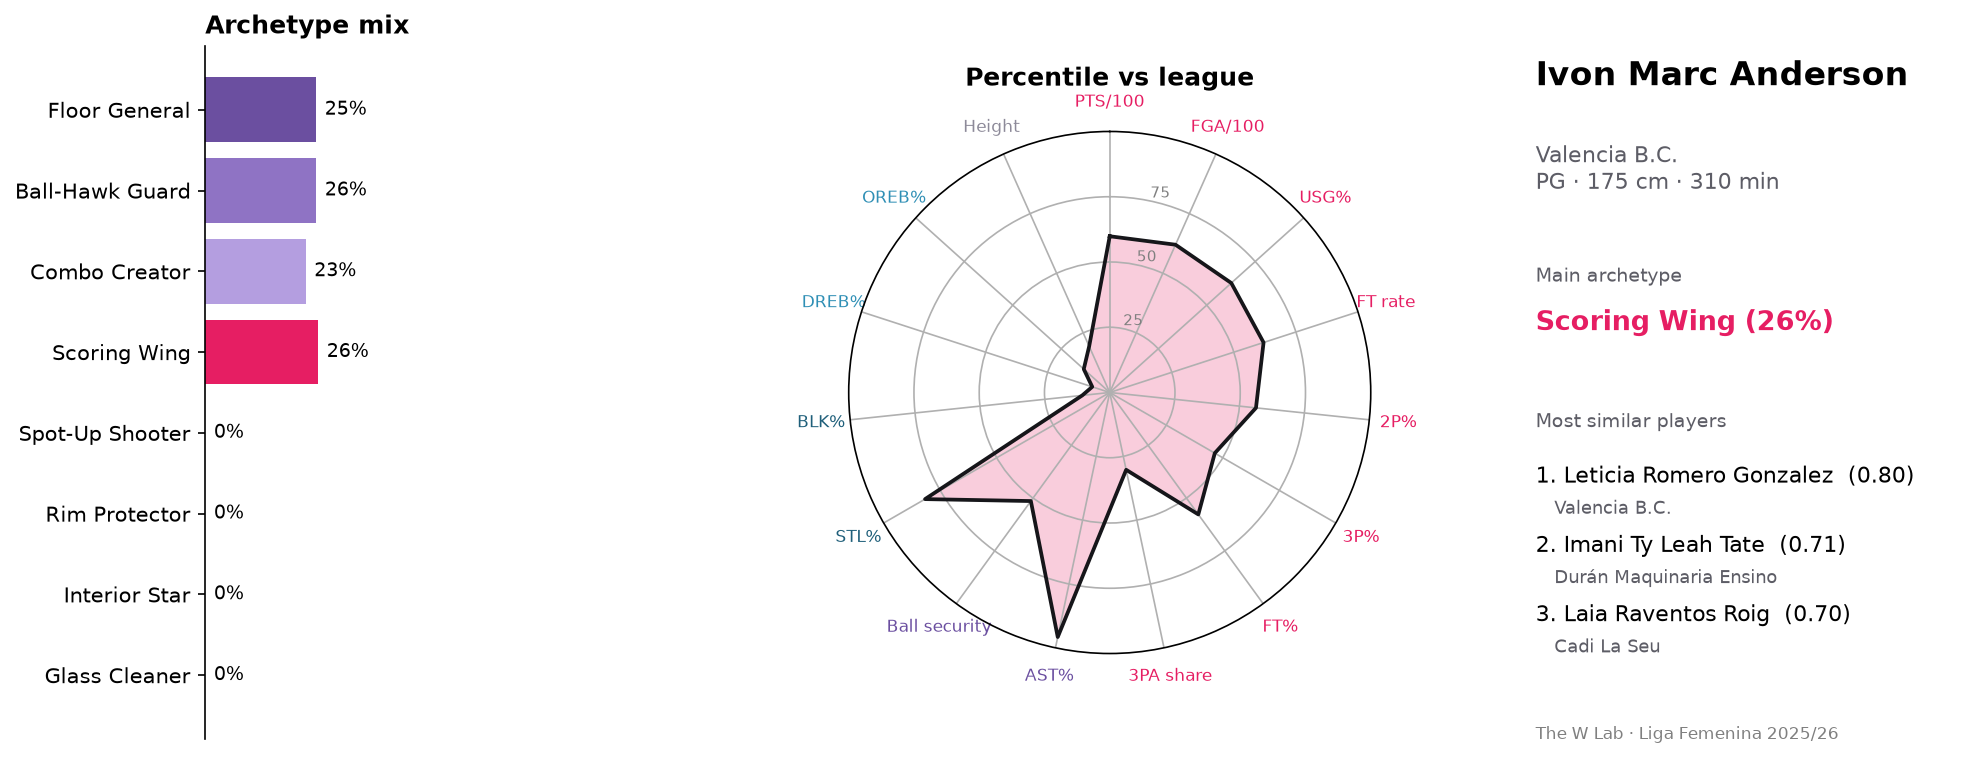 Archetype mix
Floor General
25%
Ball-Hawk Guard
26%
Combo Creator
23%
Scoring Wing
26%
Spot-Up Shooter
0%
Rim Protector
0%
Interior Star
0%
Glass Cleaner
0%
Percentile vs league
PTS/100
FGA/100
USG%
FT rate
2P%
3P%
FT%
3PA share
AST%
Ball security
STL%
BLK%
DREB%
OREB%
Height
75
50
25
Ivon Marc Anderson
Valencia B.C.
PG · 175 cm · 310 min
Main archetype
Scoring Wing (26%)
Most similar players
1. Leticia Romero Gonzalez (0.80)
Valencia B.C.
2. Imani Ty Leah Tate (0.71)
Durán Maquinaria Ensino
3. Laia Raventos Roig (0.70)
Cadi La Seu
The W Lab · Liga Femenina 2025/26